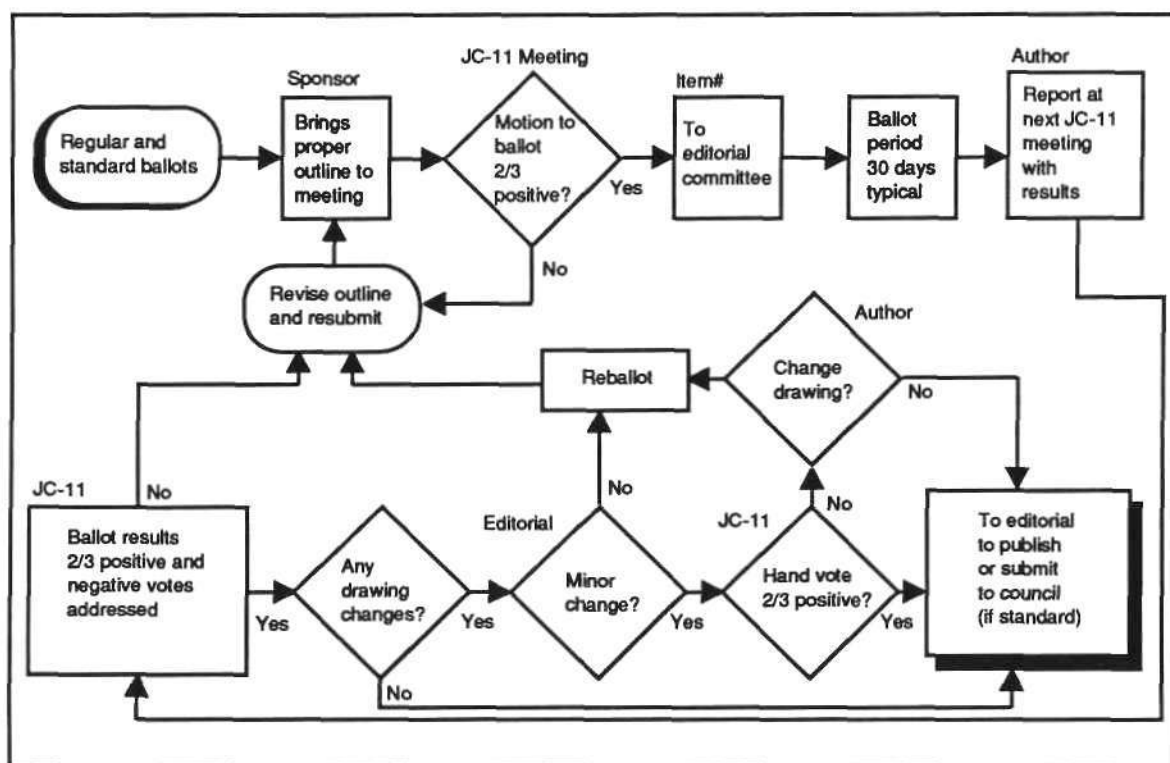 JC-11 Meeting
Sponsor
Item#
Author
Regular and
standard ballots
Brings
proper
outline to
meeting
Motion to
ballot
2/3
positive?
Yes
No
To
editorial
committee
Ballot
period
30 days
typical
Report at
next JC-11
meeting
with
results
Revise outline
and resubmit
Reballot
Author
Change
drawing?
No
JC-11
No
Ballot results
2/3 positive and
negative votes
addressed
Yes
Any
drawing
changes?
Yes
No
Editorial
No
Minor
change?
Yes
JC-11
No
Hand vote
2/3 positive?
Yes
To editorial
to publish
or submit
to council
(if standard)